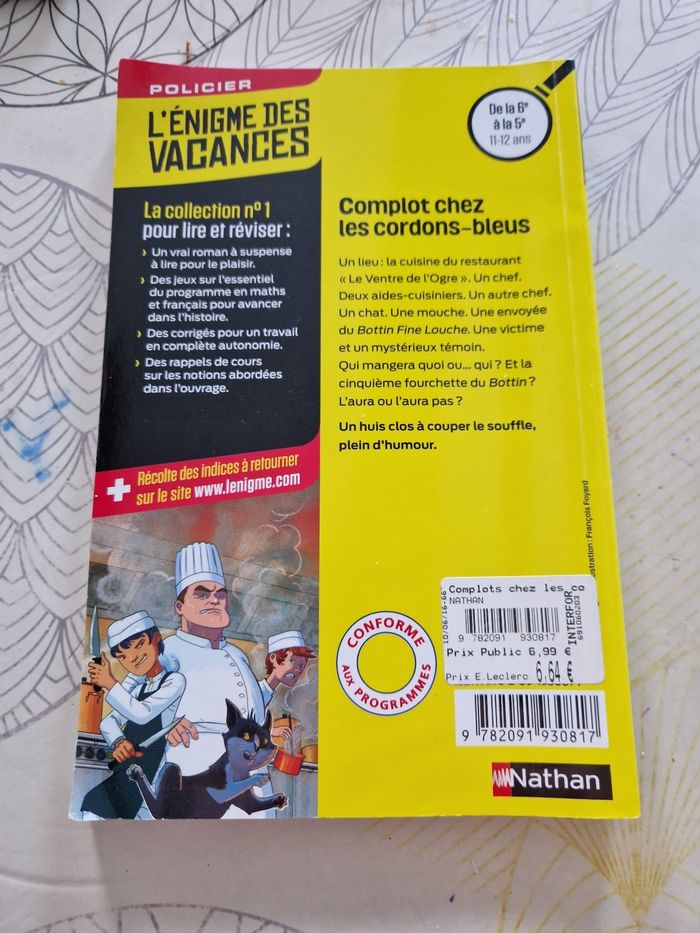 POLICIER
L'ÉNIGME DES
VACANCES
La collection n° 1
pour lire et réviser :
› Un vrai roman à suspense
à lire pour le plaisir.
› Des jeux sur l'essentiel
du programme en maths
et français pour avancer
dans l'histoire.
› Des corrigés pour un travail
en complète autonomie.
› Des rappels de cours
sur les notions abordées
dans l'ouvrage.
+ Récolte des indices à retourner
sur le site www.lenigme.com
De la 6e
à la 5e
11-12 ans
Complot chez
les cordons-bleus
Un lieu : la cuisine du restaurant
« Le Ventre de l'Ogre ». Un chef.
Deux aides-cuisiniers. Un autre chef.
Un chat. Une mouche. Une envoyée
du Bottin Fine Louche. Une victime
et un mystérieux témoin.
Qui mangera quoi ou... qui ? Et la
cinquième fourchette du Bottin ?
L'aura ou l'aura pas ?
Un huis clos à couper le souffle,
plein d'humour.
François Foyard
CONFORME
AUX PROGRAMMES
Complots chez les co
NATHAN
10/06/16-66
9 782091 930817
INTERFOR
691060203
Prix Public 6,99 €
Prix E.Leclerc 6,64 €
9 782091 930817
Nathan